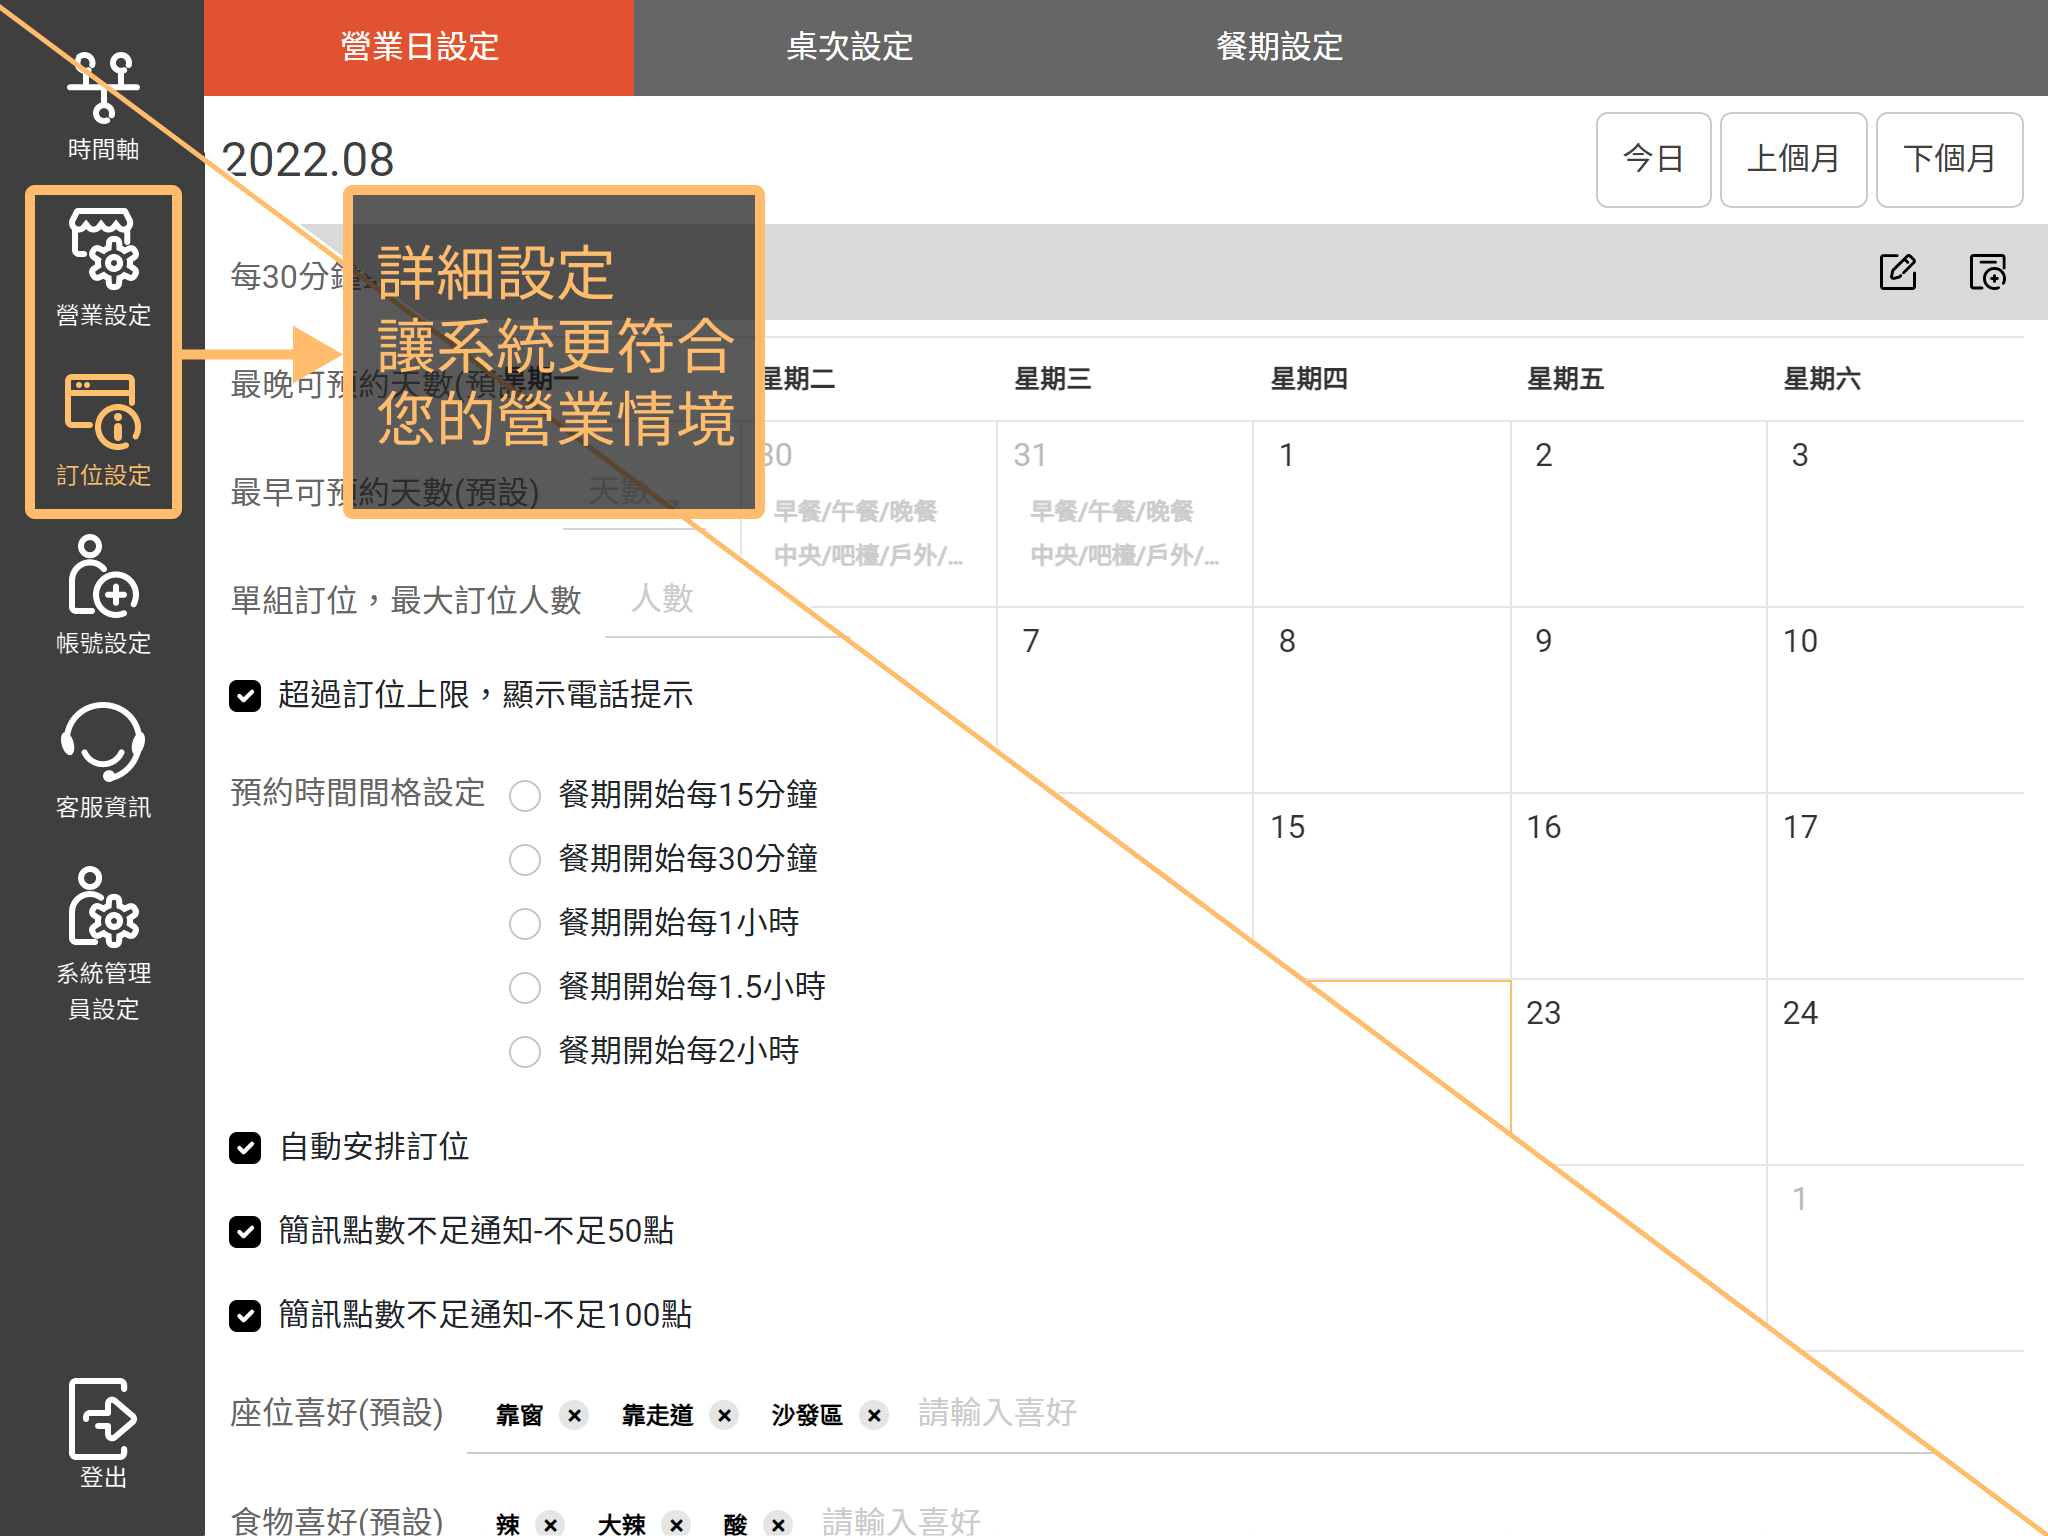 營業日設定
桌次設定
餐期設定
時間軸
營業設定
訂位設定
帳號設定
客服資訊
系統管理
員設定
登出
2022.08
今日
上個月
下個月
詳細設定
讓系統更符合
您的營業情境
每30分鐘
最晚可預約天數(預設)
最早可預約天數(預設)
天數
單組訂位，最大訂位人數
人數
超過訂位上限，顯示電話提示
預約時間間格設定
餐期開始每15分鐘
餐期開始每30分鐘
餐期開始每1小時
餐期開始每1.5小時
餐期開始每2小時
自動安排訂位
簡訊點數不足通知-不足50點
簡訊點數不足通知-不足100點
座位喜好(預設)
靠窗
靠走道
沙發區
請輸入喜好
食物喜好(預設)
辣
大辣
酸
請輸入喜好
星期一
星期二
星期三
星期四
星期五
星期六
30
31
1
2
3
早餐/午餐/晚餐
早餐/午餐/晚餐
中央/吧檯/戶外/...
中央/吧檯/戶外/...
7
8
9
10
15
16
17
23
24
1